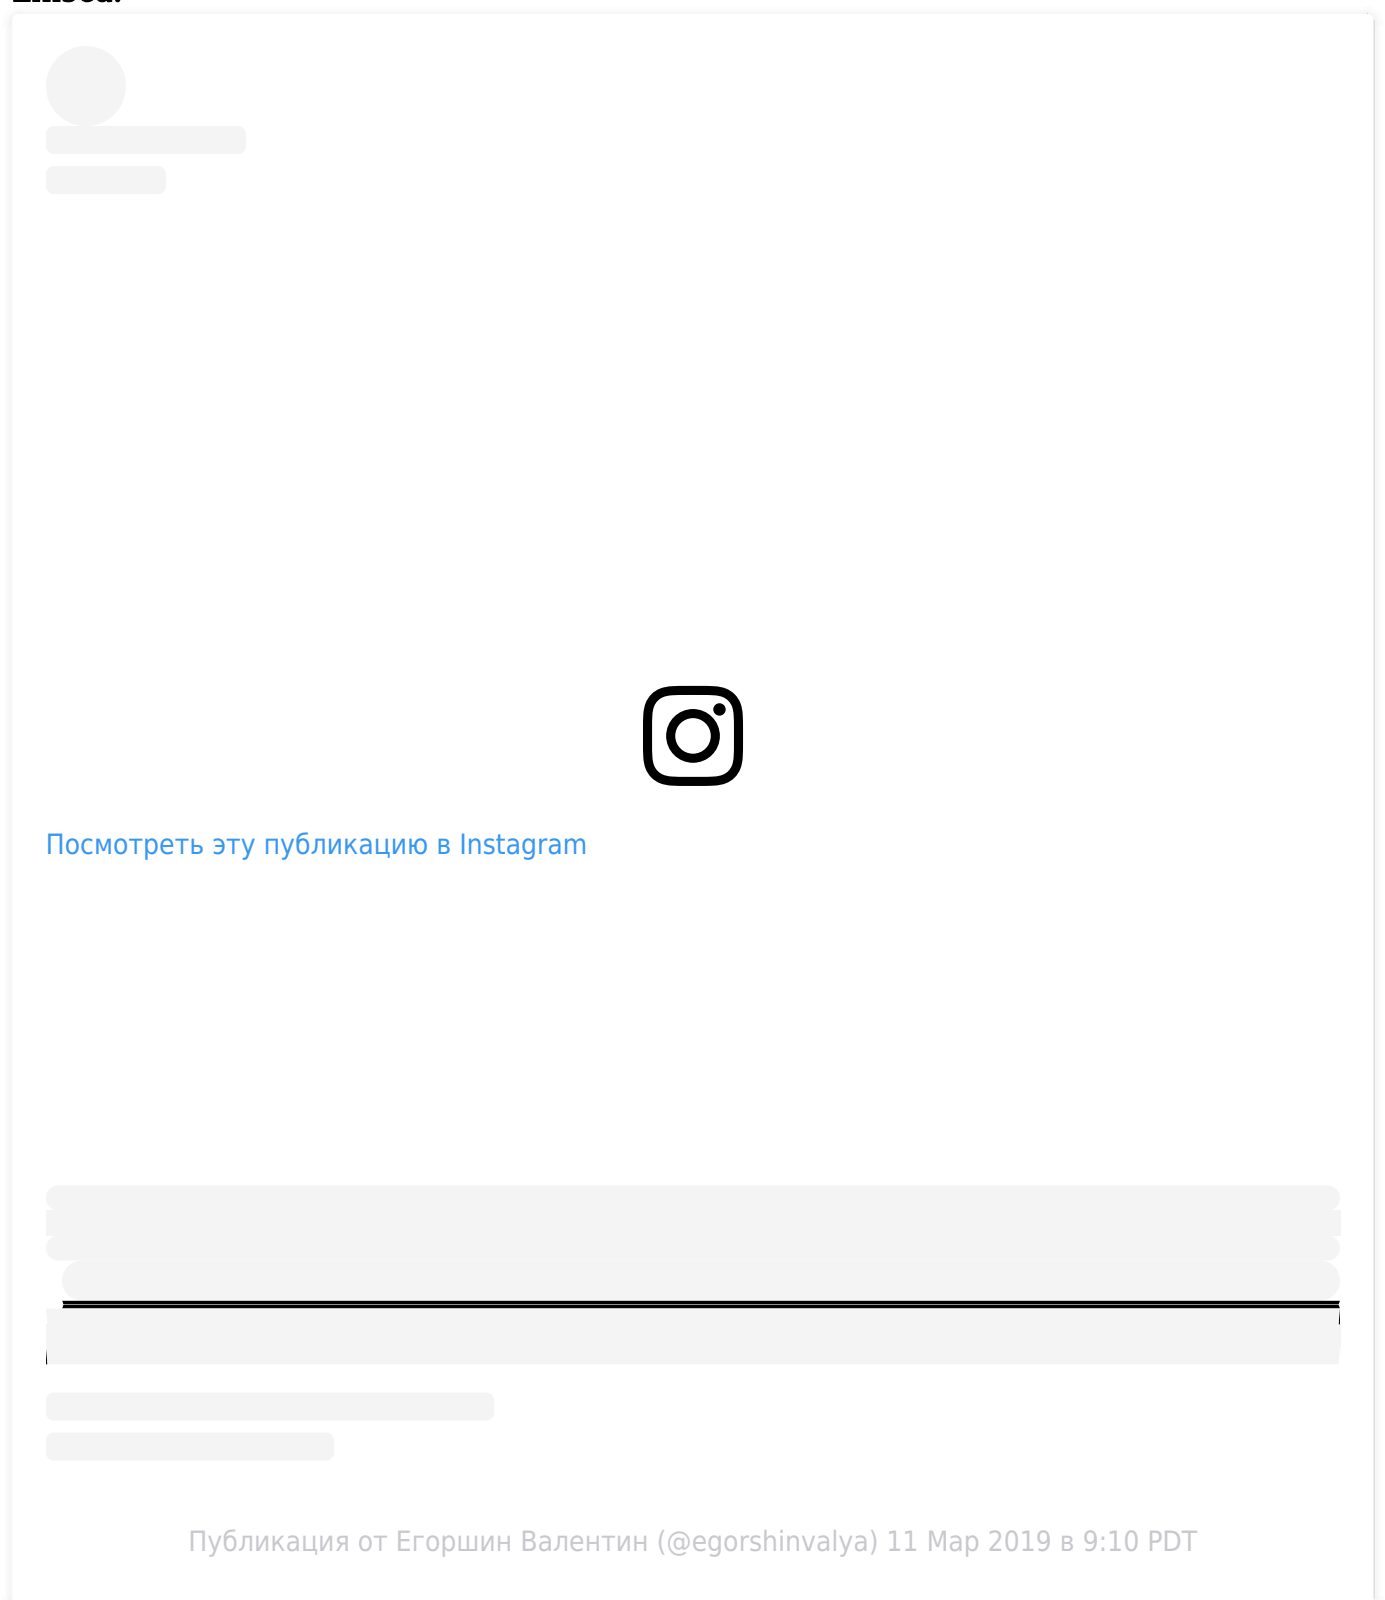 Посмотреть эту публикацию в Instagram
Публикация от Егоршин Валентин (@egorshinvalya) 11 Мар 2019 в 9:10 PDT